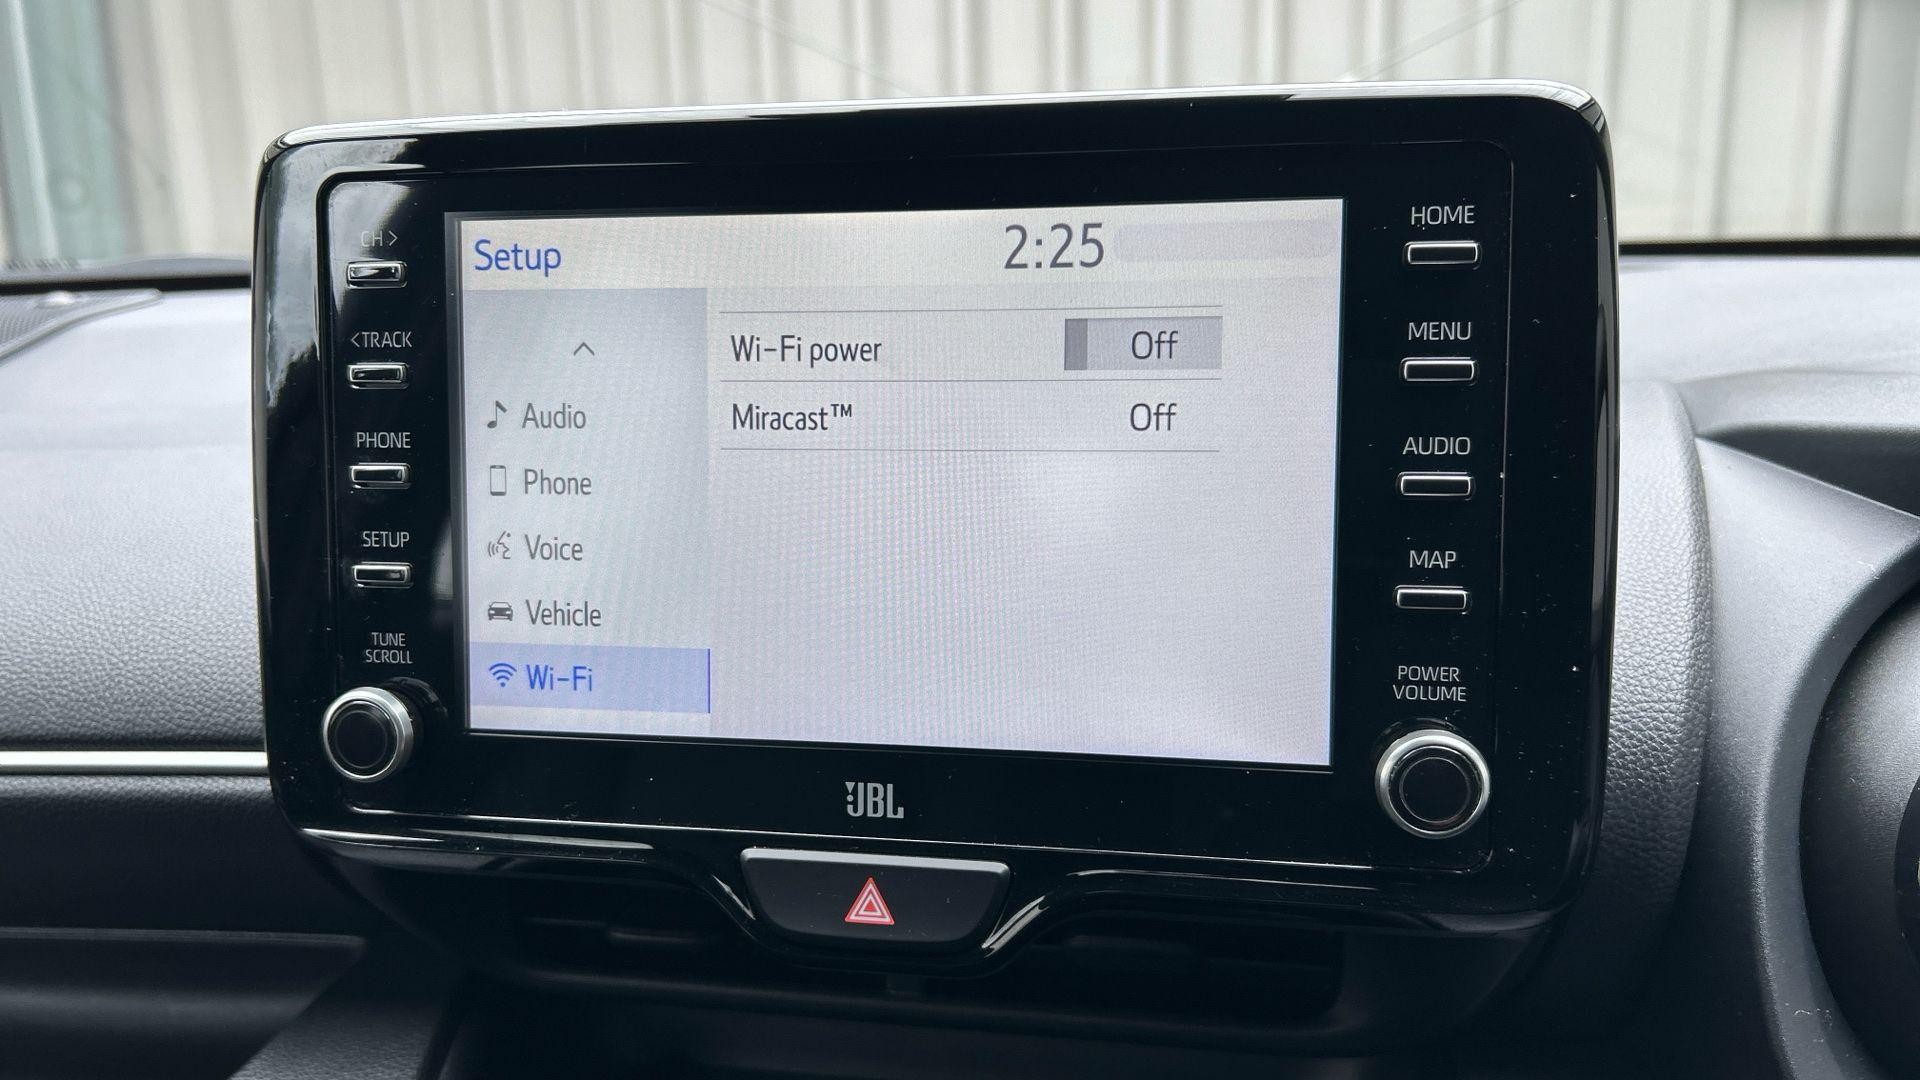 CH >
< TRACK
PHONE
SETUP
TUNE
SCROLL
Setup
2:25
Audio
Phone
Voice
Vehicle
Wi-Fi
Wi-Fi power Off
Miracast™ Off
HOME
MENU
AUDIO
MAP
POWER
VOLUME
JBL